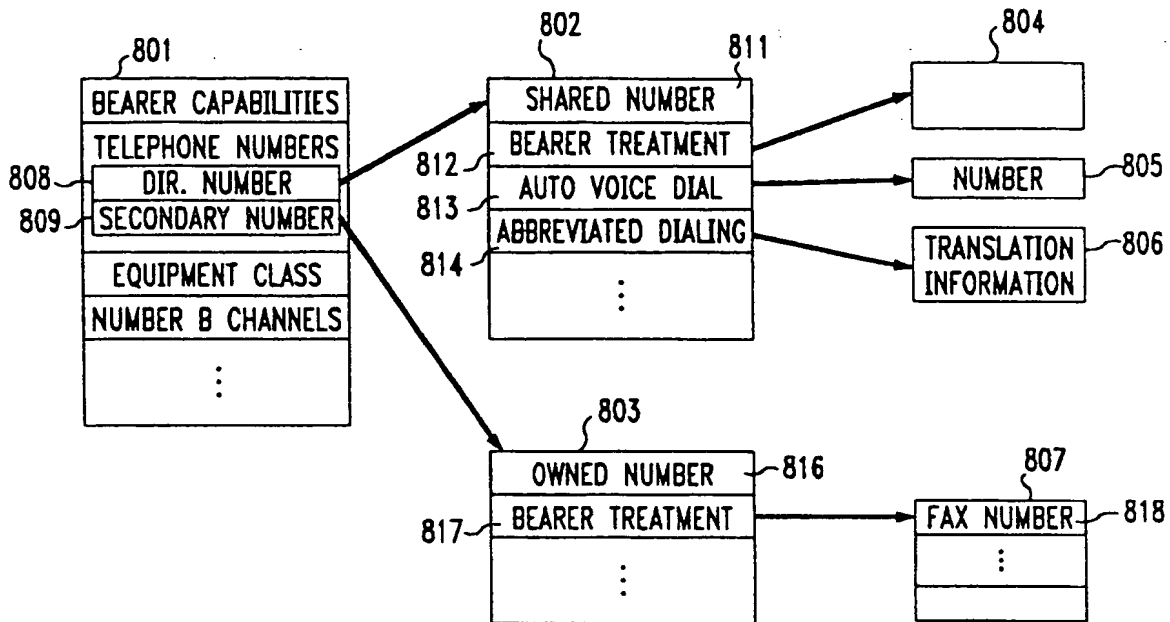 801
BEARER CAPABILITIES
TELEPHONE NUMBERS
808
DIR. NUMBER
809
SECONDARY NUMBER
EQUIPMENT CLASS
NUMBER B CHANNELS
802
811
SHARED NUMBER
812
BEARER TREATMENT
813
AUTO VOICE DIAL
814
ABBREVIATED DIALING
804
NUMBER
805
TRANSLATION
INFORMATION
806
803
OWNED NUMBER
816
817
BEARER TREATMENT
807
FAX NUMBER
818